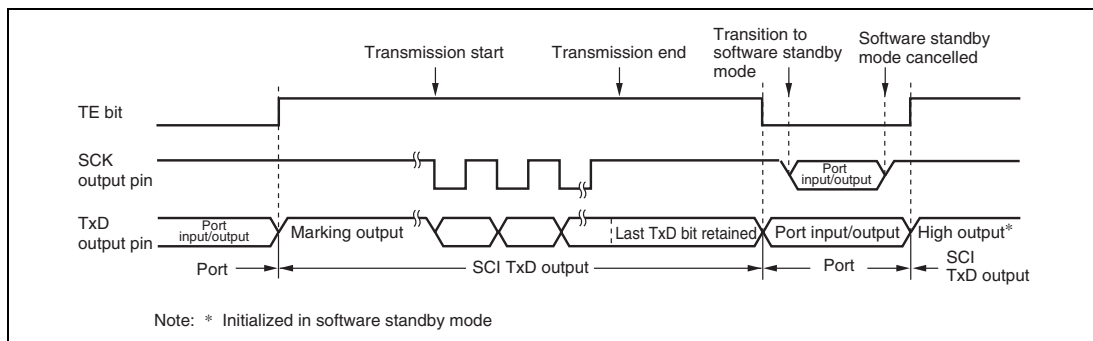 Transmission start
Transmission end
Transition to
software standby
mode
Software standby
mode cancelled
TE bit
SCK
output pin
Port
input/output
TxD
output pin
Port
input/output
Marking output
Last TxD bit retained
Port input/output
High output*
Port
SCI TxD output
Port
SCI
TxD output
Note: * Initialized in software standby mode